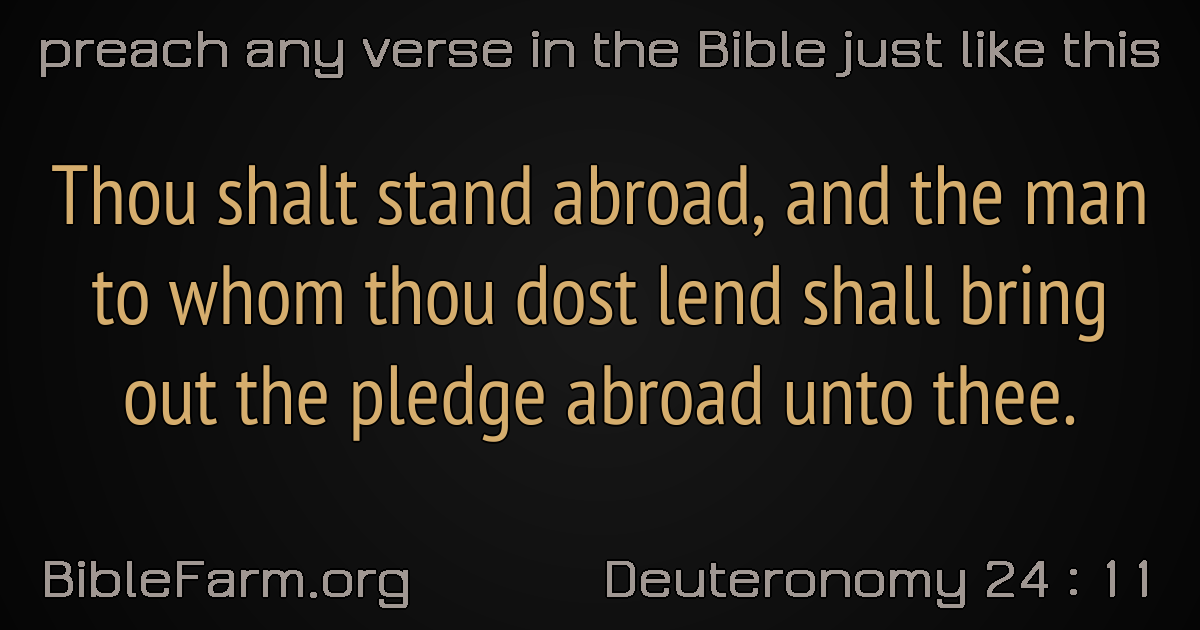 preach any verse in the Bible just like this
Thou shalt stand abroad, and the man
to whom thou dost lend shall bring
out the pledge abroad unto thee.
BibleFarm.org
Deuteronomy 24 : 11